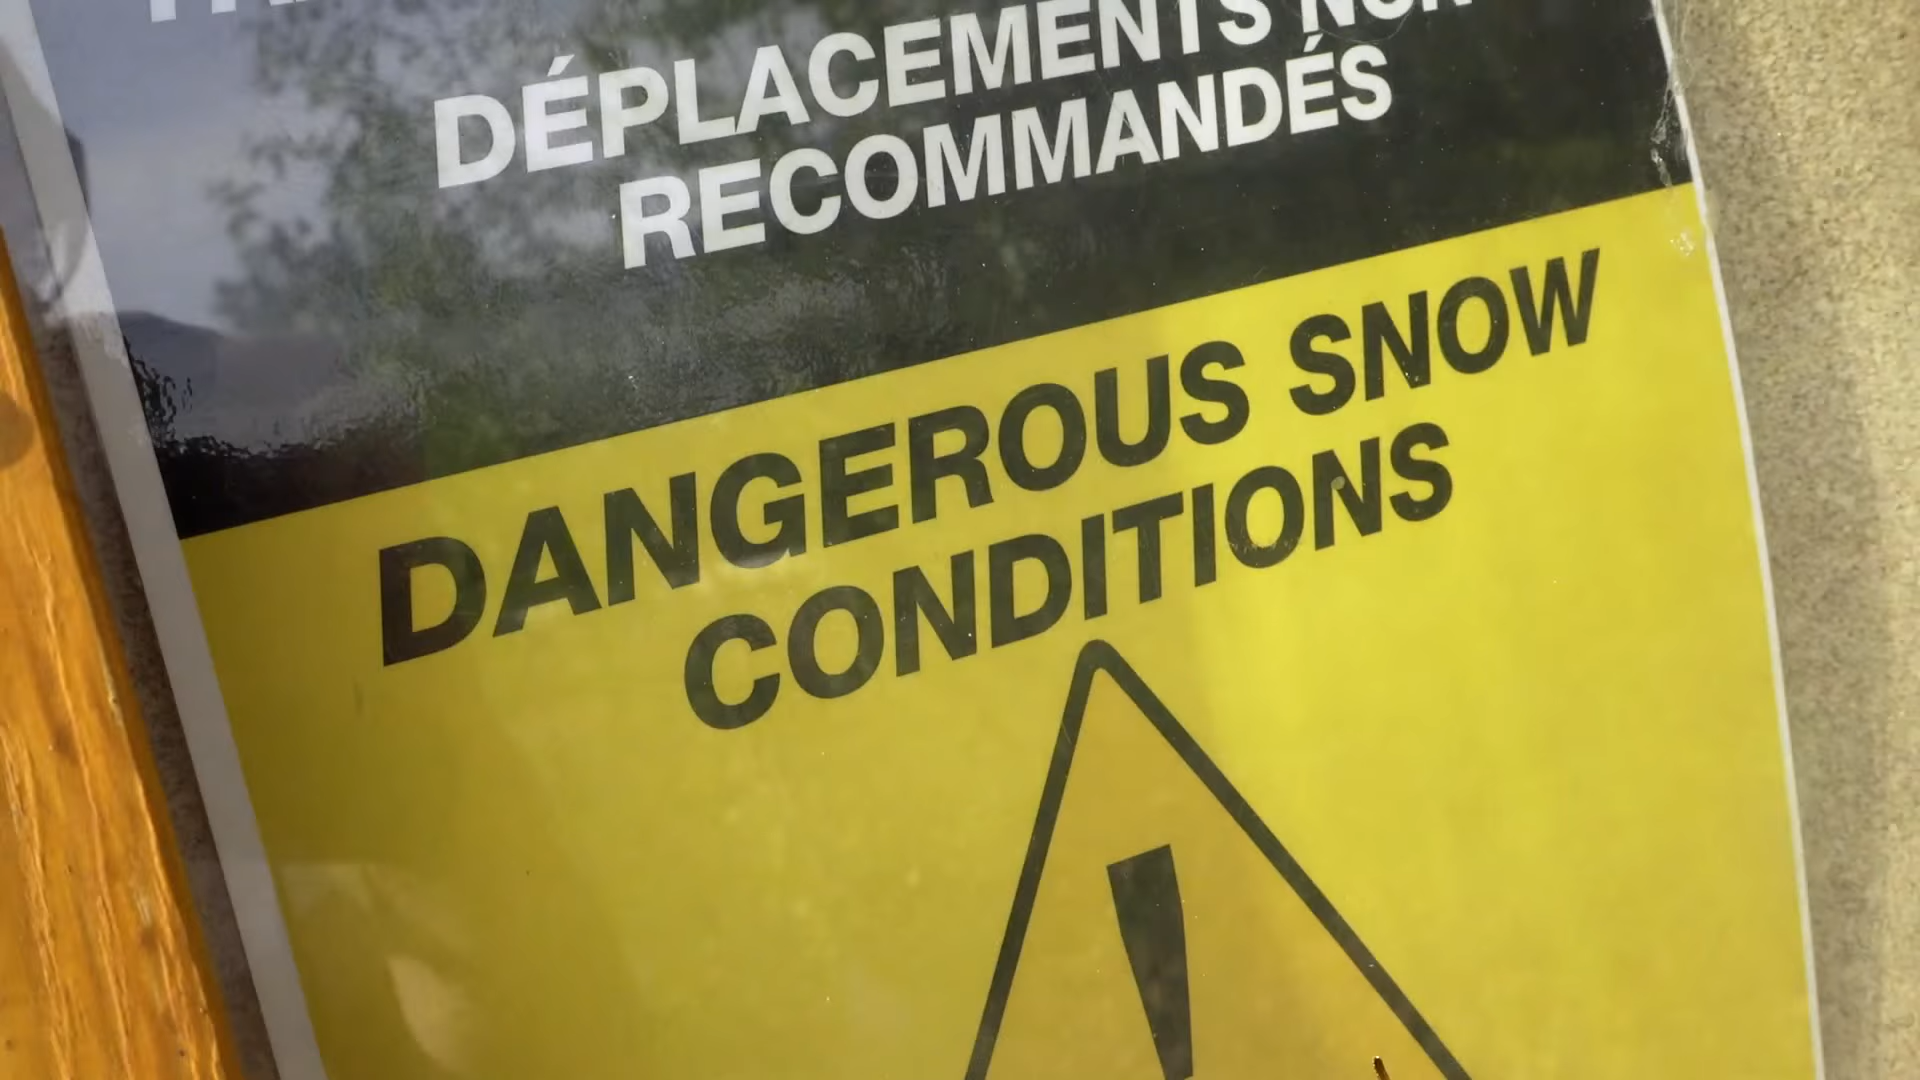 DÉPLACEMENTS NON
RECOMMANDÉS
DANGEROUS SNOW
CONDITIONS
!